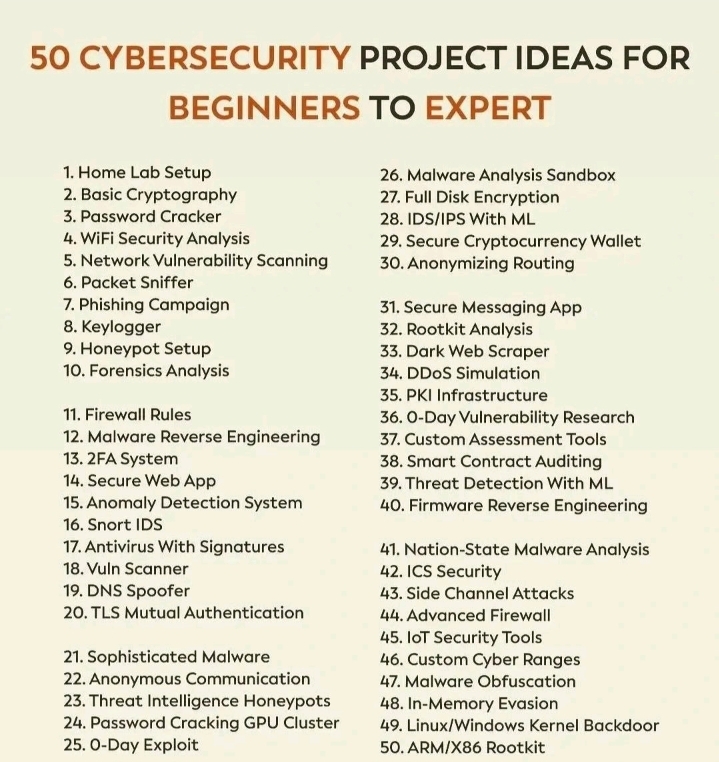 50 CYBERSECURITY PROJECT IDEAS FOR
BEGINNERS TO EXPERT
1. Home Lab Setup
2. Basic Cryptography
3. Password Cracker
4. WiFi Security Analysis
5. Network Vulnerability Scanning
6. Packet Sniffer
7. Phishing Campaign
8. Keylogger
9. Honeypot Setup
10. Forensics Analysis
11. Firewall Rules
12. Malware Reverse Engineering
13. 2FA System
14. Secure Web App
15. Anomaly Detection System
16. Snort IDS
17. Antivirus With Signatures
18. Vuln Scanner
19. DNS Spoofer
20. TLS Mutual Authentication
21. Sophisticated Malware
22. Anonymous Communication
23. Threat Intelligence Honeypots
24. Password Cracking GPU Cluster
25. 0-Day Exploit
26. Malware Analysis Sandbox
27. Full Disk Encryption
28. IDS/IPS With ML
29. Secure Cryptocurrency Wallet
30. Anonymizing Routing
31. Secure Messaging App
32. Rootkit Analysis
33. Dark Web Scraper
34. DDoS Simulation
35. PKI Infrastructure
36. 0-Day Vulnerability Research
37. Custom Assessment Tools
38. Smart Contract Auditing
39. Threat Detection With ML
40. Firmware Reverse Engineering
41. Nation-State Malware Analysis
42. ICS Security
43. Side Channel Attacks
44. Advanced Firewall
45. IoT Security Tools
46. Custom Cyber Ranges
47. Malware Obfuscation
48. In-Memory Evasion
49. Linux/Windows Kernel Backdoor
50. ARM/X86 Rootkit